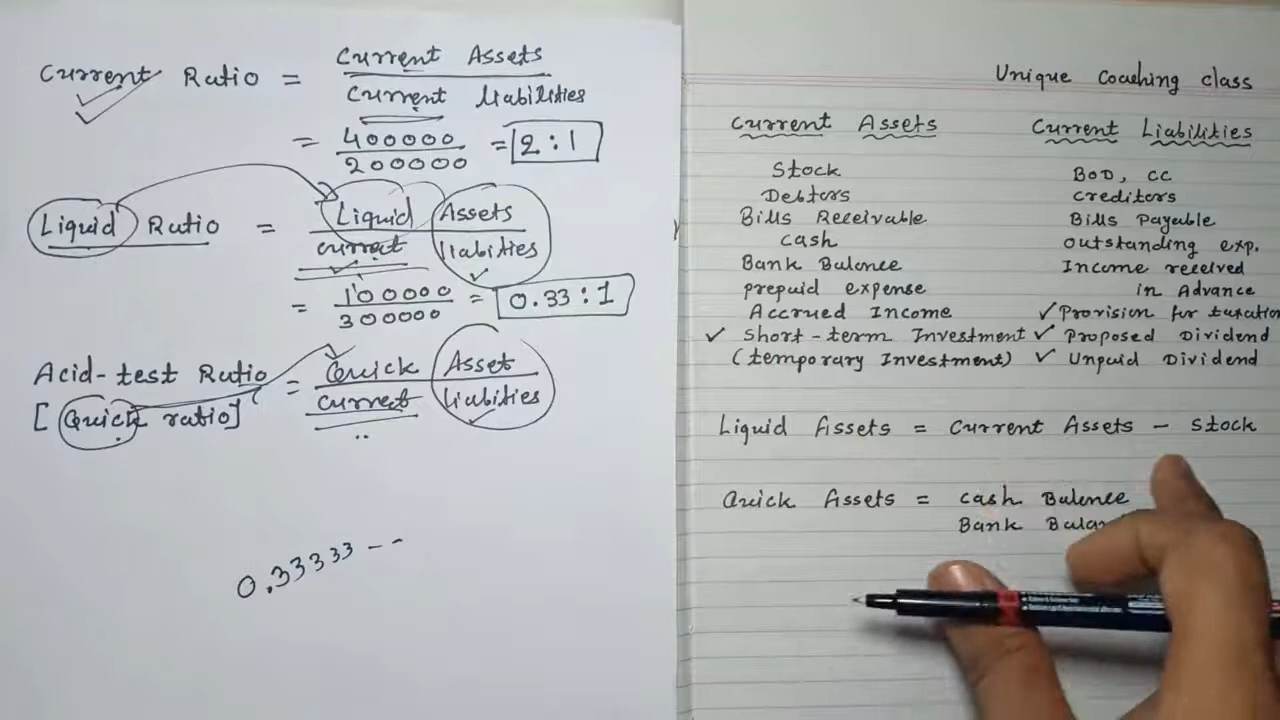 Current Ratio = Current Assets
Current Liabilities
= 400000 = 2 : 1
200000
Liquid Ratio = Liquid Assets
current liabilities
= 100000 = 0.33 : 1
300000
Acid-test Ratio = Quick Asset
[Quick ratio] current liabities
0.33333 - -
Unique Coaching class
Current Assets
Stock
Debtors
Bills Receivable
cash
Bank Balence
prepaid expense
Accrued Income
✓ Short-term Investment
(temporary Investment)
Current Liabilities
BOD, CC
creditors
Bills Payable
outstanding exp.
Income received
in Advance
✓ Provision for taxation
✓ Proposed Dividend
✓ Unpaid Dividend
Liquid Assets = Current Assets - Stock
Quick Assets = Cash Balence
Bank